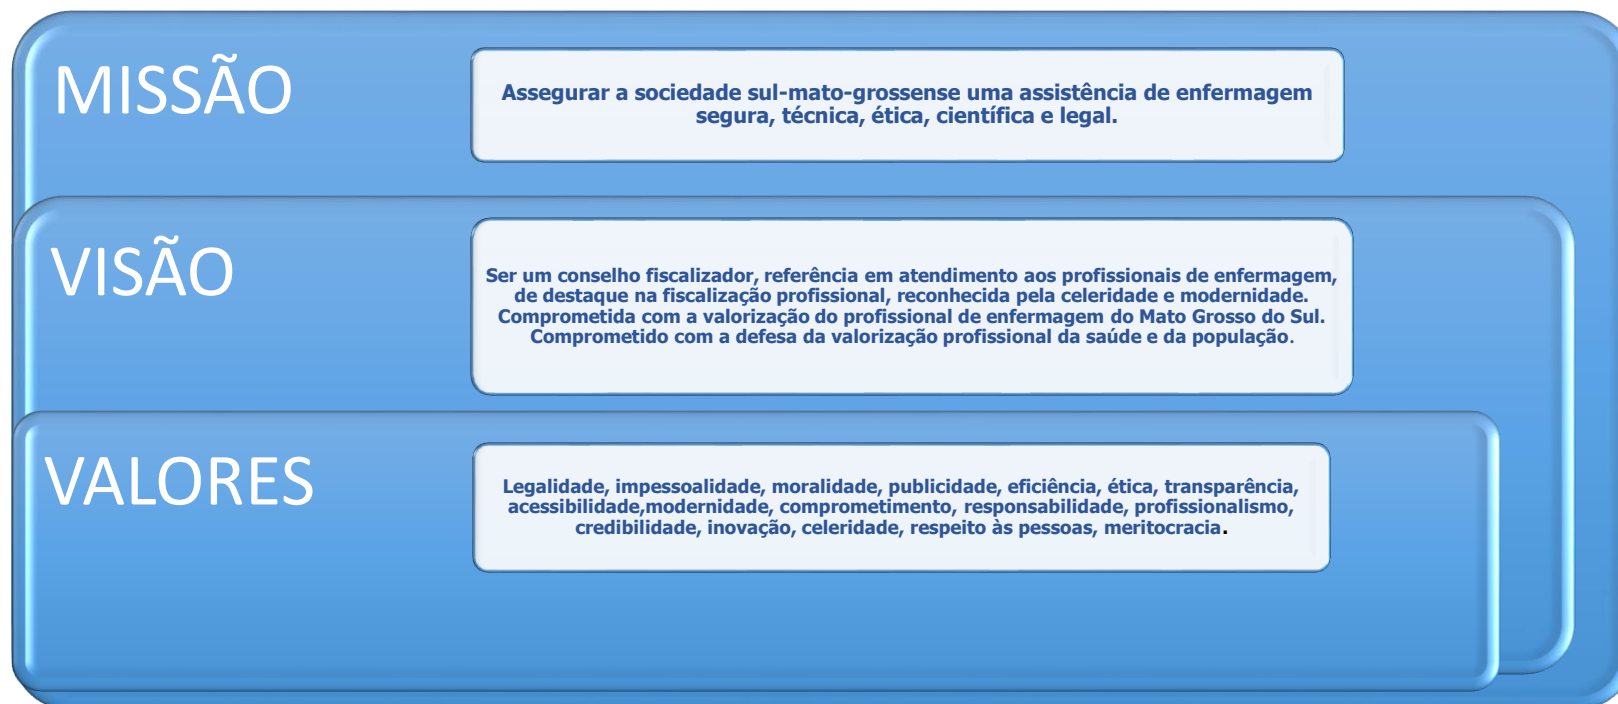 MISSÃO
Assegurar a sociedade sul-mato-grossense uma assistência de enfermagem
segura, técnica, ética, científica e legal.
VISÃO
Ser um conselho fiscalizador, referência em atendimento aos profissionais de enfermagem,
de destaque na fiscalização profissional, reconhecida pela celeridade e modernidade.
Comprometida com a valorização do profissional de enfermagem do Mato Grosso do Sul.
Comprometido com a defesa da valorização profissional da saúde e da população.
VALORES
Legalidade, impessoalidade, moralidade, publicidade, eficiência, ética, transparência,
acessibilidade,modernidade, comprometimento, responsabilidade, profissionalismo,
credibilidade, inovação, celeridade, respeito às pessoas, meritocracia.